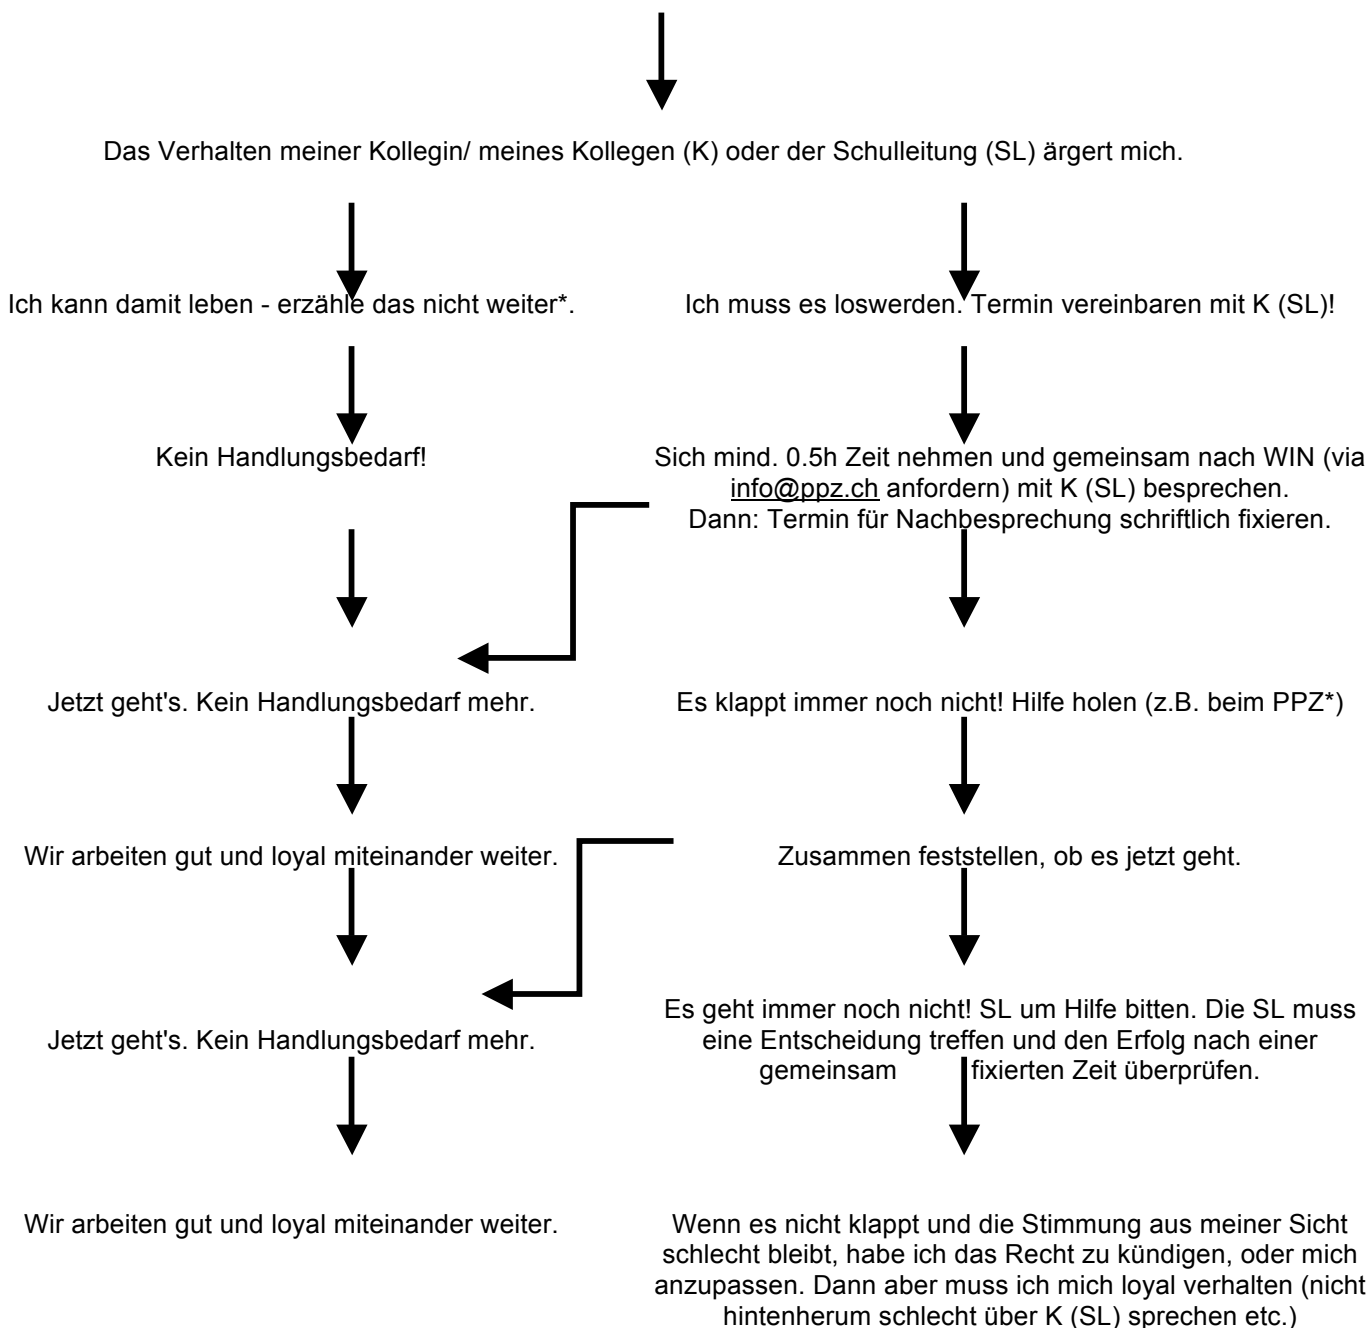 Das Verhalten meiner Kollegin/ meines Kollegen (K) oder der Schulleitung (SL) ärgert mich.
Ich kann damit leben - erzähle das nicht weiter*.
Ich muss es loswerden. Termin vereinbaren mit K (SL)!
Kein Handlungsbedarf!
Sich mind. 0.5h Zeit nehmen und gemeinsam nach WIN (via
info@ppz.ch anfordern) mit K (SL) besprechen.
Dann: Termin für Nachbesprechung schriftlich fixieren.
Jetzt geht's. Kein Handlungsbedarf mehr.
Es klappt immer noch nicht! Hilfe holen (z.B. beim PPZ*)
Wir arbeiten gut und loyal miteinander weiter.
Zusammen feststellen, ob es jetzt geht.
Jetzt geht's. Kein Handlungsbedarf mehr.
Es geht immer noch nicht! SL um Hilfe bitten. Die SL muss
eine Entscheidung treffen und den Erfolg nach einer
gemeinsam fixierten Zeit überprüfen.
Wir arbeiten gut und loyal miteinander weiter.
Wenn es nicht klappt und die Stimmung aus meiner Sicht
schlecht bleibt, habe ich das Recht zu kündigen, oder mich
anzupassen. Dann aber muss ich mich loyal verhalten (nicht
hintenherum schlecht über K (SL) sprechen etc.)